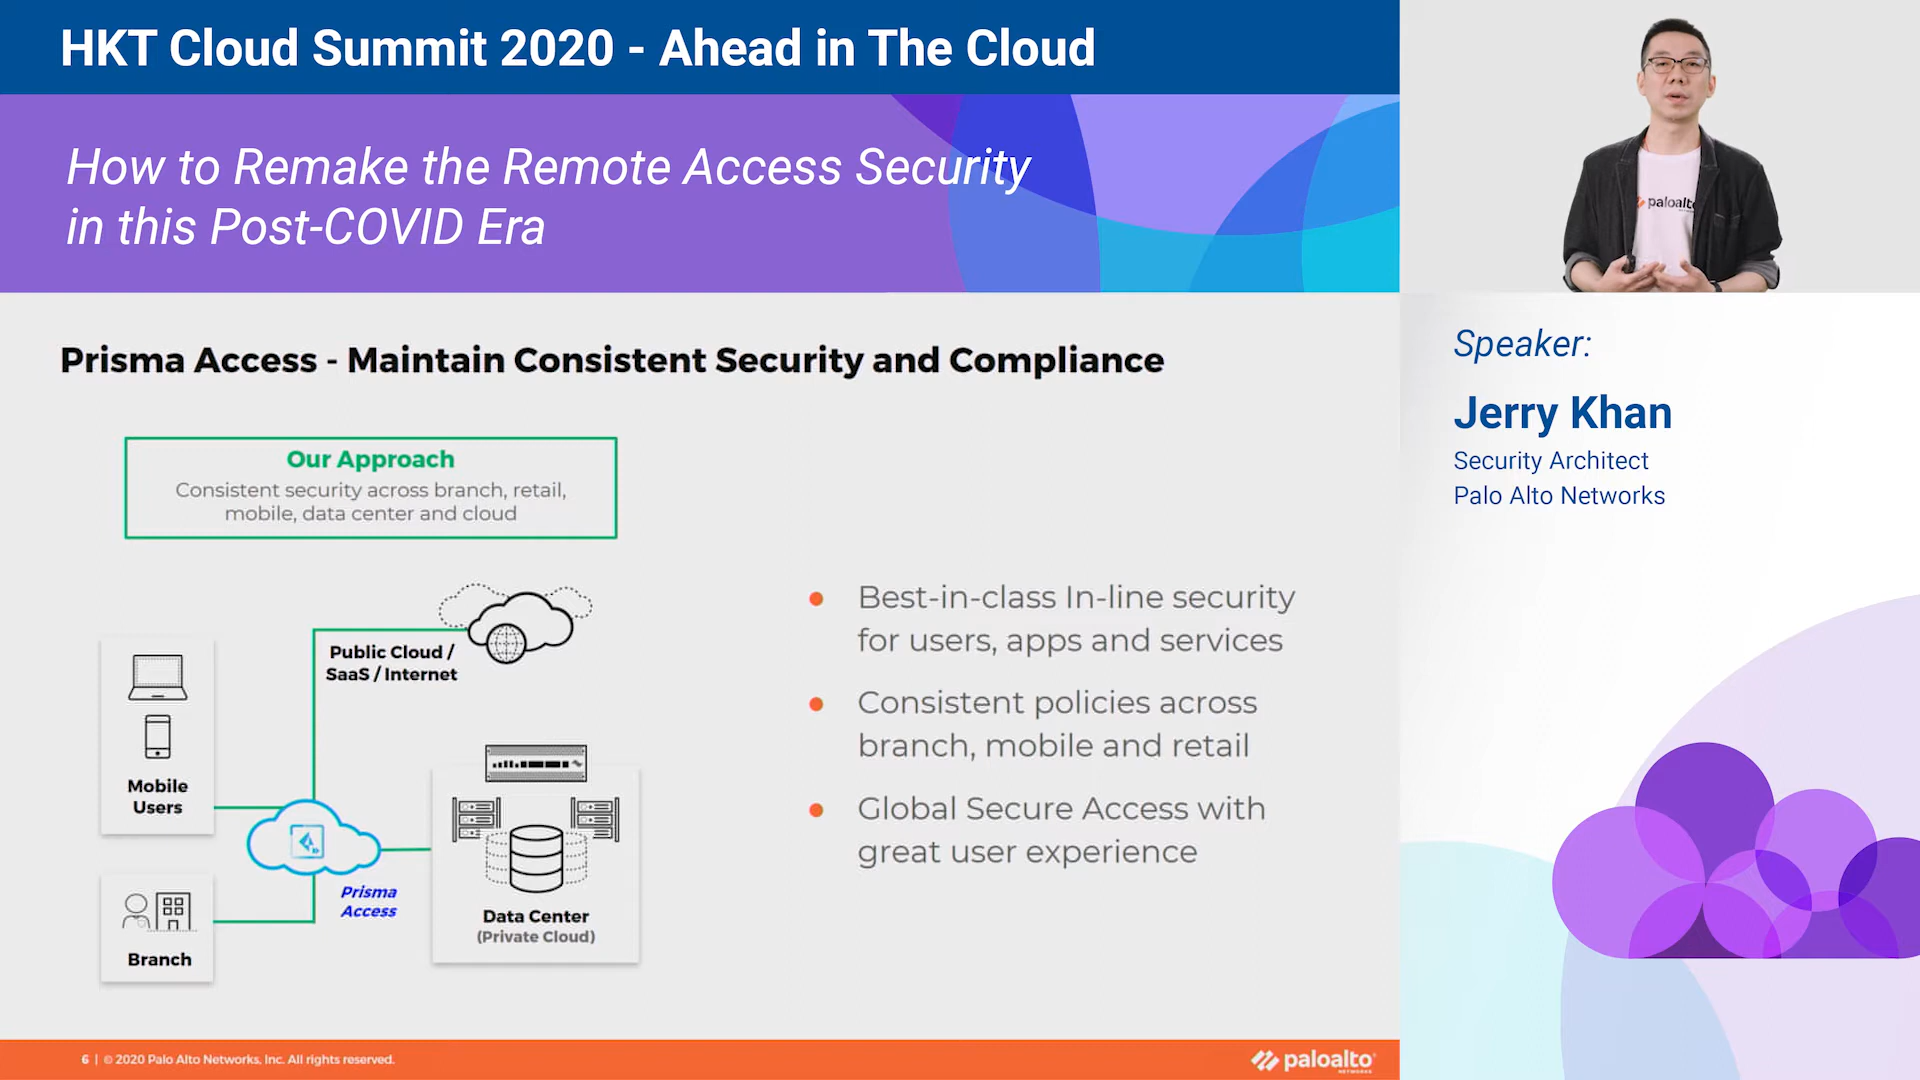 HKT Cloud Summit 2020 - Ahead in The Cloud
How to Remake the Remote Access Security
in this Post-COVID Era
paloalto
Speaker:
Jerry Khan
Security Architect
Palo Alto Networks
Prisma Access - Maintain Consistent Security and Compliance
Our Approach
Consistent security across branch, retail,
mobile, data center and cloud
Public Cloud /
SaaS / Internet
Mobile
Users
Prisma
Access
Data Center
(Private Cloud)
Branch
● Best-in-class In-line security
for users, apps and services
● Consistent policies across
branch, mobile and retail
● Global Secure Access with
great user experience
6 | © 2020 Palo Alto Networks, Inc. All rights reserved.
paloalto
NETWORKS